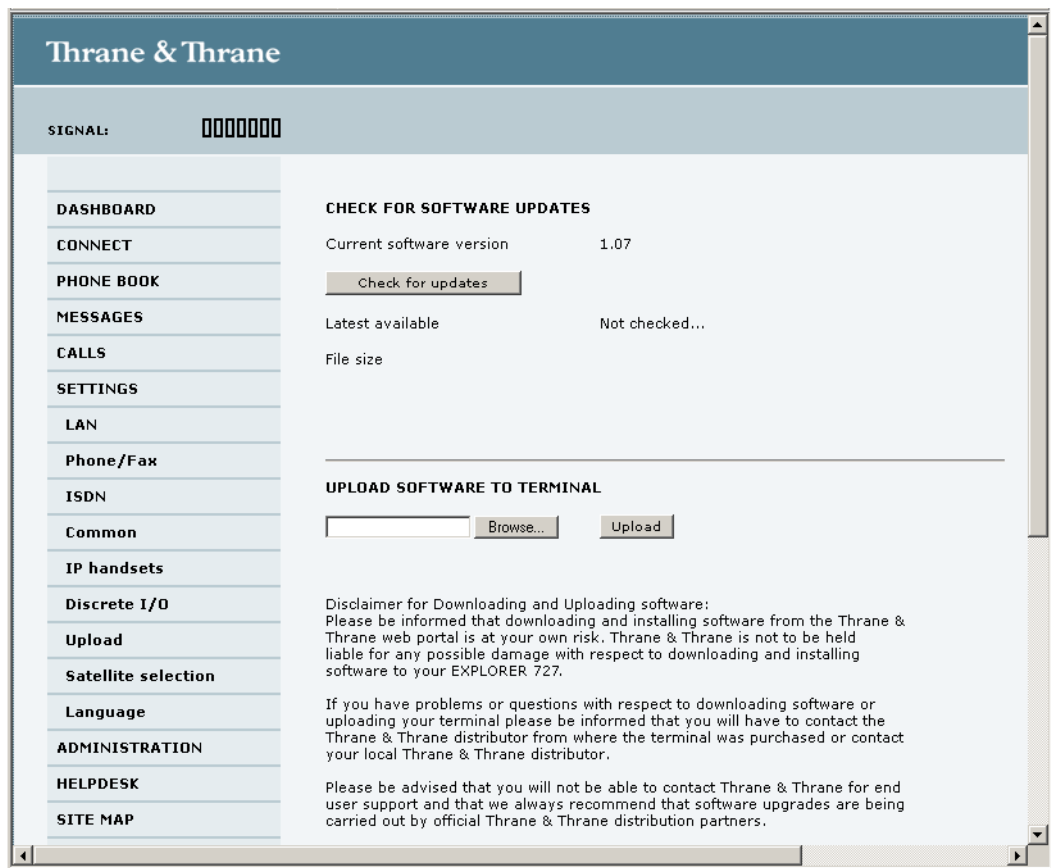 Thrane & Thrane
SIGNAL:
DASHBOARD
CONNECT
PHONE BOOK
MESSAGES
CALLS
SETTINGS
LAN
Phone/Fax
ISDN
Common
IP handsets
Discrete I/O
Upload
Satellite selection
Language
ADMINISTRATION
HELPDESK
SITE MAP
CHECK FOR SOFTWARE UPDATES
Current software version 1.07
Check for updates
Latest available Not checked...
File size
UPLOAD SOFTWARE TO TERMINAL
Browse... Upload
Disclaimer for Downloading and Uploading software:
Please be informed that downloading and installing software from the Thrane &
Thrane web portal is at your own risk. Thrane & Thrane is not to be held
liable for any possible damage with respect to downloading and installing
software to your EXPLORER 727.
If you have problems or questions with respect to downloading software or
uploading your terminal please be informed that you will have to contact the
Thrane & Thrane distributor from where the terminal was purchased or contact
your local Thrane & Thrane distributor.
Please be advised that you will not be able to contact Thrane & Thrane for end
user support and that we always recommend that software upgrades are being
carried out by official Thrane & Thrane distribution partners.